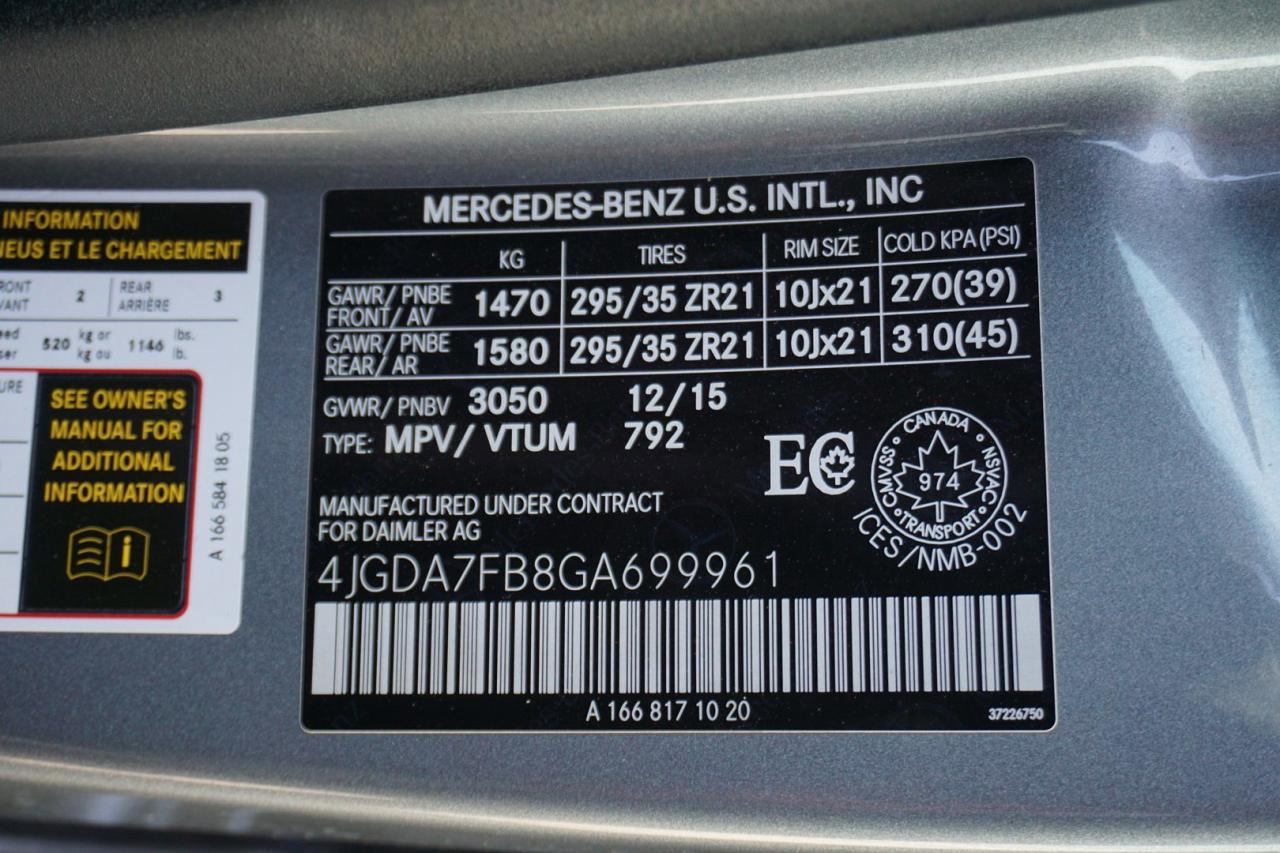 INFORMATION
NEUS ET LE CHARGEMENT
RONT
VANT
2
REAR
ARRIÈRE
3
520 kg or 1146 lbs.
kg ou lb.
SEE OWNER'S
MANUAL FOR
ADDITIONAL
INFORMATION
i
A 166 584 18 05
MERCEDES-BENZ U.S. INTL., INC
KG TIRES RIM SIZE COLD KPA (PSI)
GAWR/ PNBE
FRONT/ AV
1470 295/35 ZR21 10Jx21 270(39)
GAWR/ PNBE
REAR/ AR
1580 295/35 ZR21 10Jx21 310(45)
GVWR/ PNBV 3050 12/15
TYPE: MPV/ VTUM 792
EC
CANADA
CMVSS NSVAC
974
TRANSPORT
ICES/NMB-002
MANUFACTURED UNDER CONTRACT
FOR DAIMLER AG
4JGDA7FB8GA699961
A 166 817 10 20
37226750